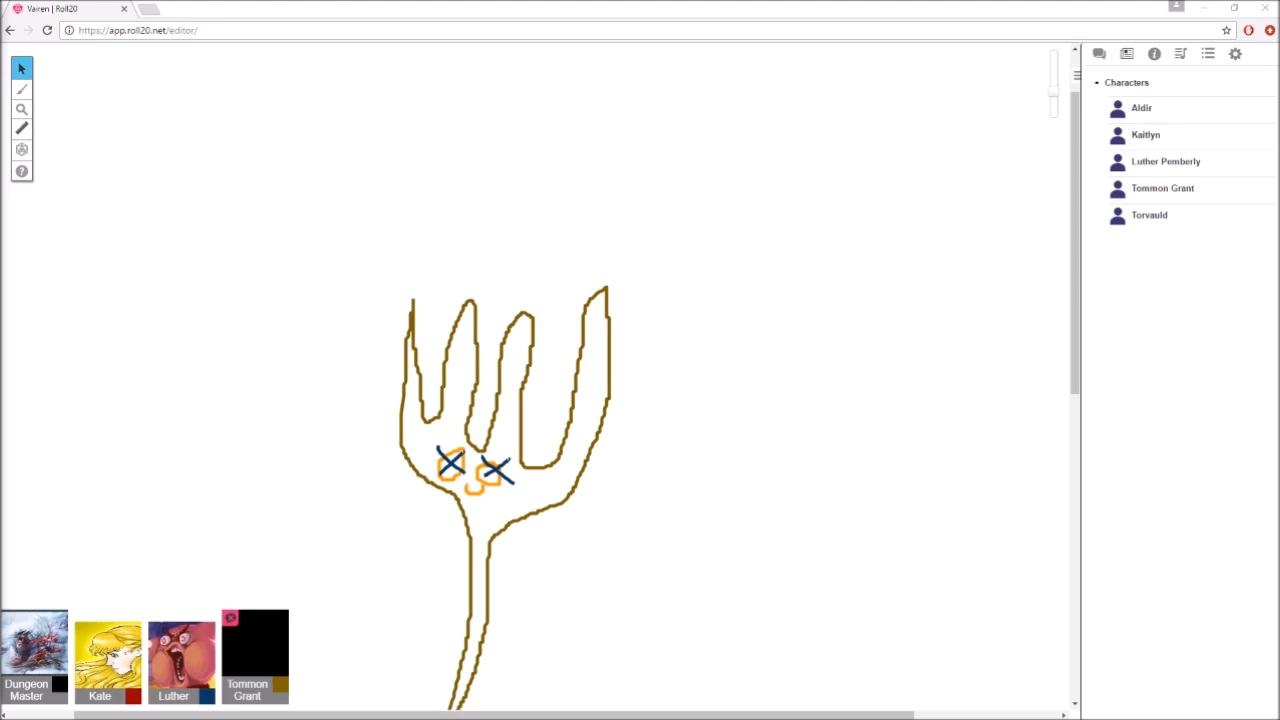 Vairen | Roll20
https://app.roll20.net/editor/
Characters
Aldir
Kaitlyn
Luther Pemberly
Tommon Grant
Torvauld
Dungeon
Master
Kate
Luther
Tommon
Grant